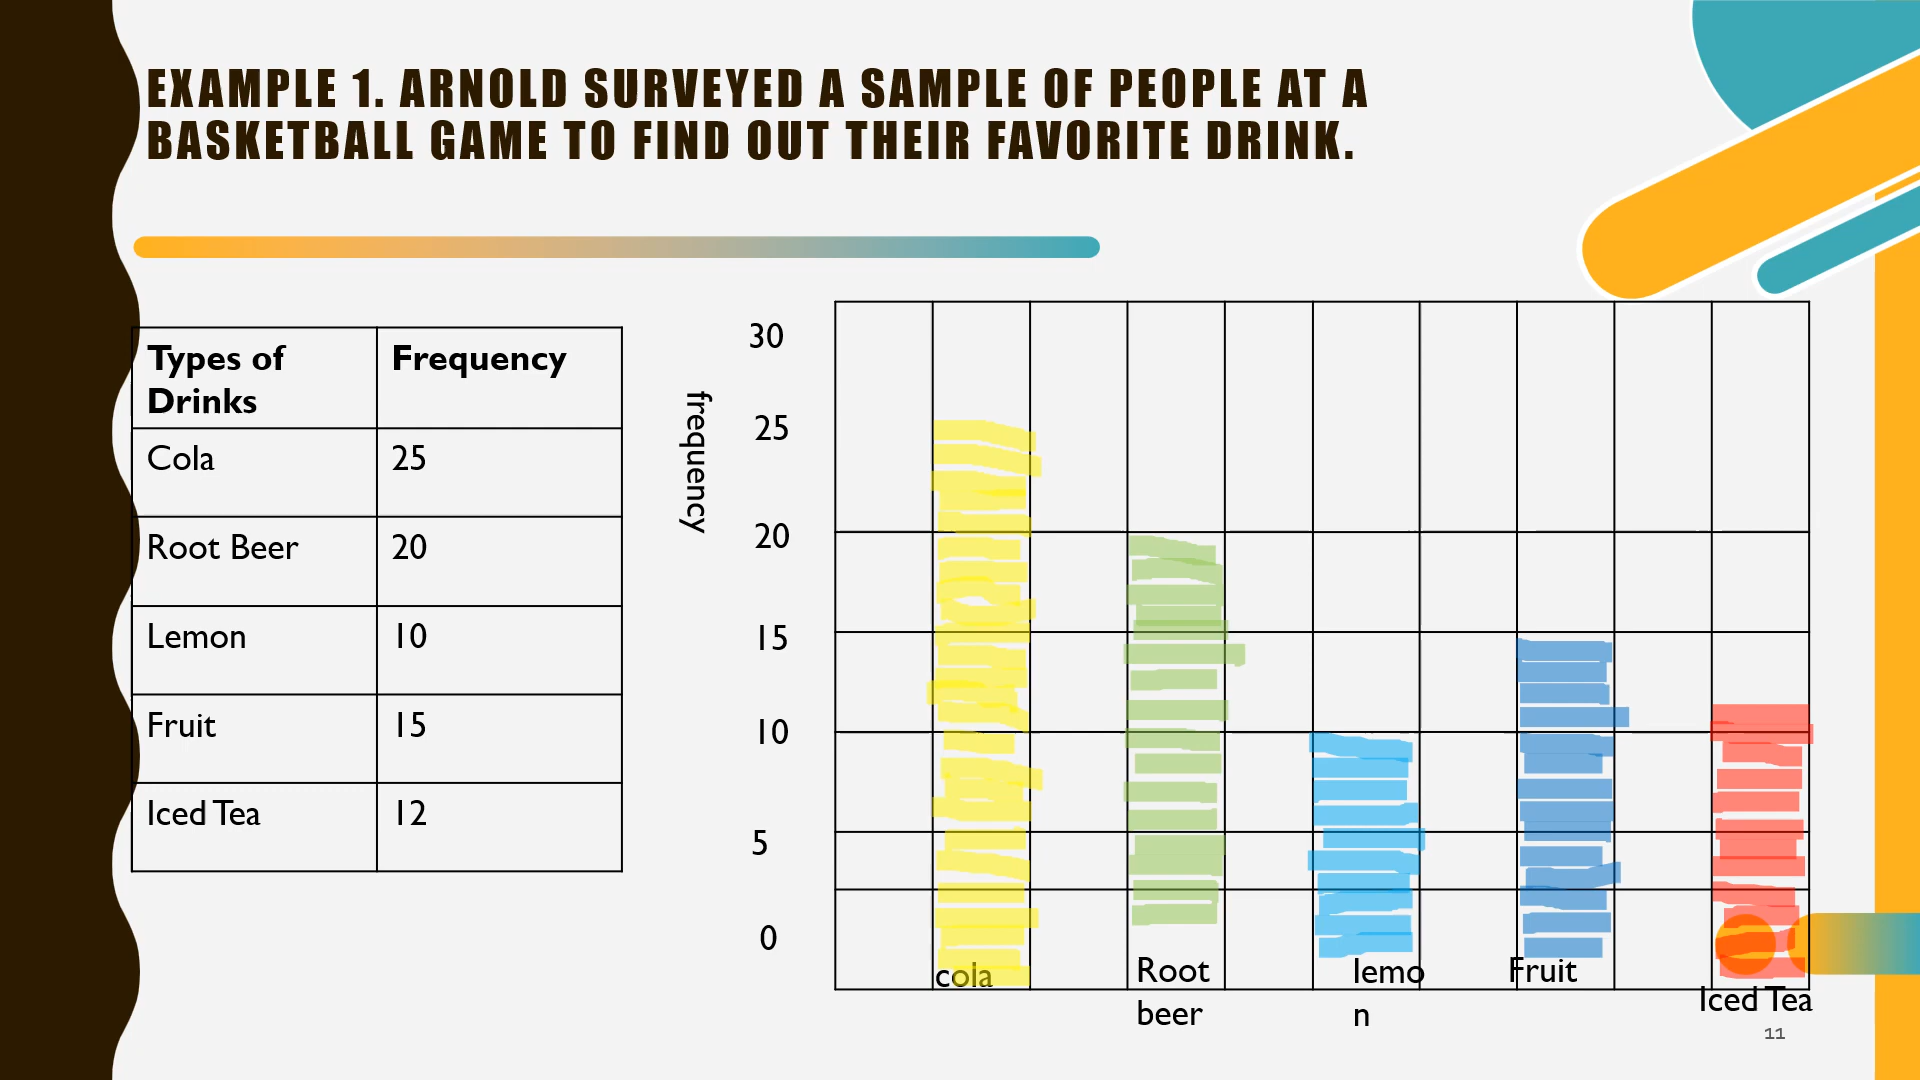 EXAMPLE 1. ARNOLD SURVEYED A SAMPLE OF PEOPLE AT A
BASKETBALL GAME TO FIND OUT THEIR FAVORITE DRINK.
Types of Drinks Frequency
Cola 25
Root Beer 20
Lemon 10
Fruit 15
Iced Tea 12
frequency
30
25
20
15
10
5
0
cola
Root
beer
lemo
n
Fruit
Iced Tea
11